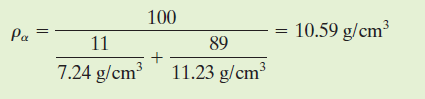 ρα = 100 / (11 / 7.24 g/cm³ + 89 / 11.23 g/cm³) = 10.59 g/cm³